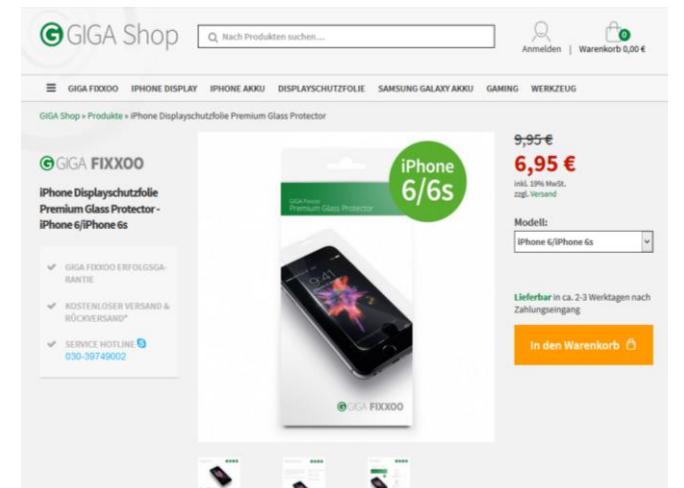 GIGA Shop
Nach Produkten suchen...
Anmelden | Warenkorb 0,00 €
0
GIGA FIXXOO IPHONE DISPLAY IPHONE AKKU DISPLAYSCHUTZFOLIE SAMSUNG GALAXY AKKU GAMING WERKZEUG
GIGA Shop » Produkte » iPhone Displayschutzfolie Premium Glass Protector
GIGA FIXXOO
iPhone Displayschutzfolie
Premium Glass Protector -
iPhone 6/iPhone 6s
GIGA FIXXOO ERFOLGSGA-
RANTIE
KOSTENLOSER VERSAND &
RÜCKVERSAND*
SERVICE HOTLINE
030-39749002
iPhone
6/6s
GIGA Fixxoo
Premium Glass Protector
9:41
GIGA FIXXOO
9,95 €
6,95 €
inkl. 19% MwSt.
zzgl. Versand
Modell:
iPhone 6/iPhone 6s
Lieferbar in ca. 2-3 Werktagen nach
Zahlungseingang
In den Warenkorb